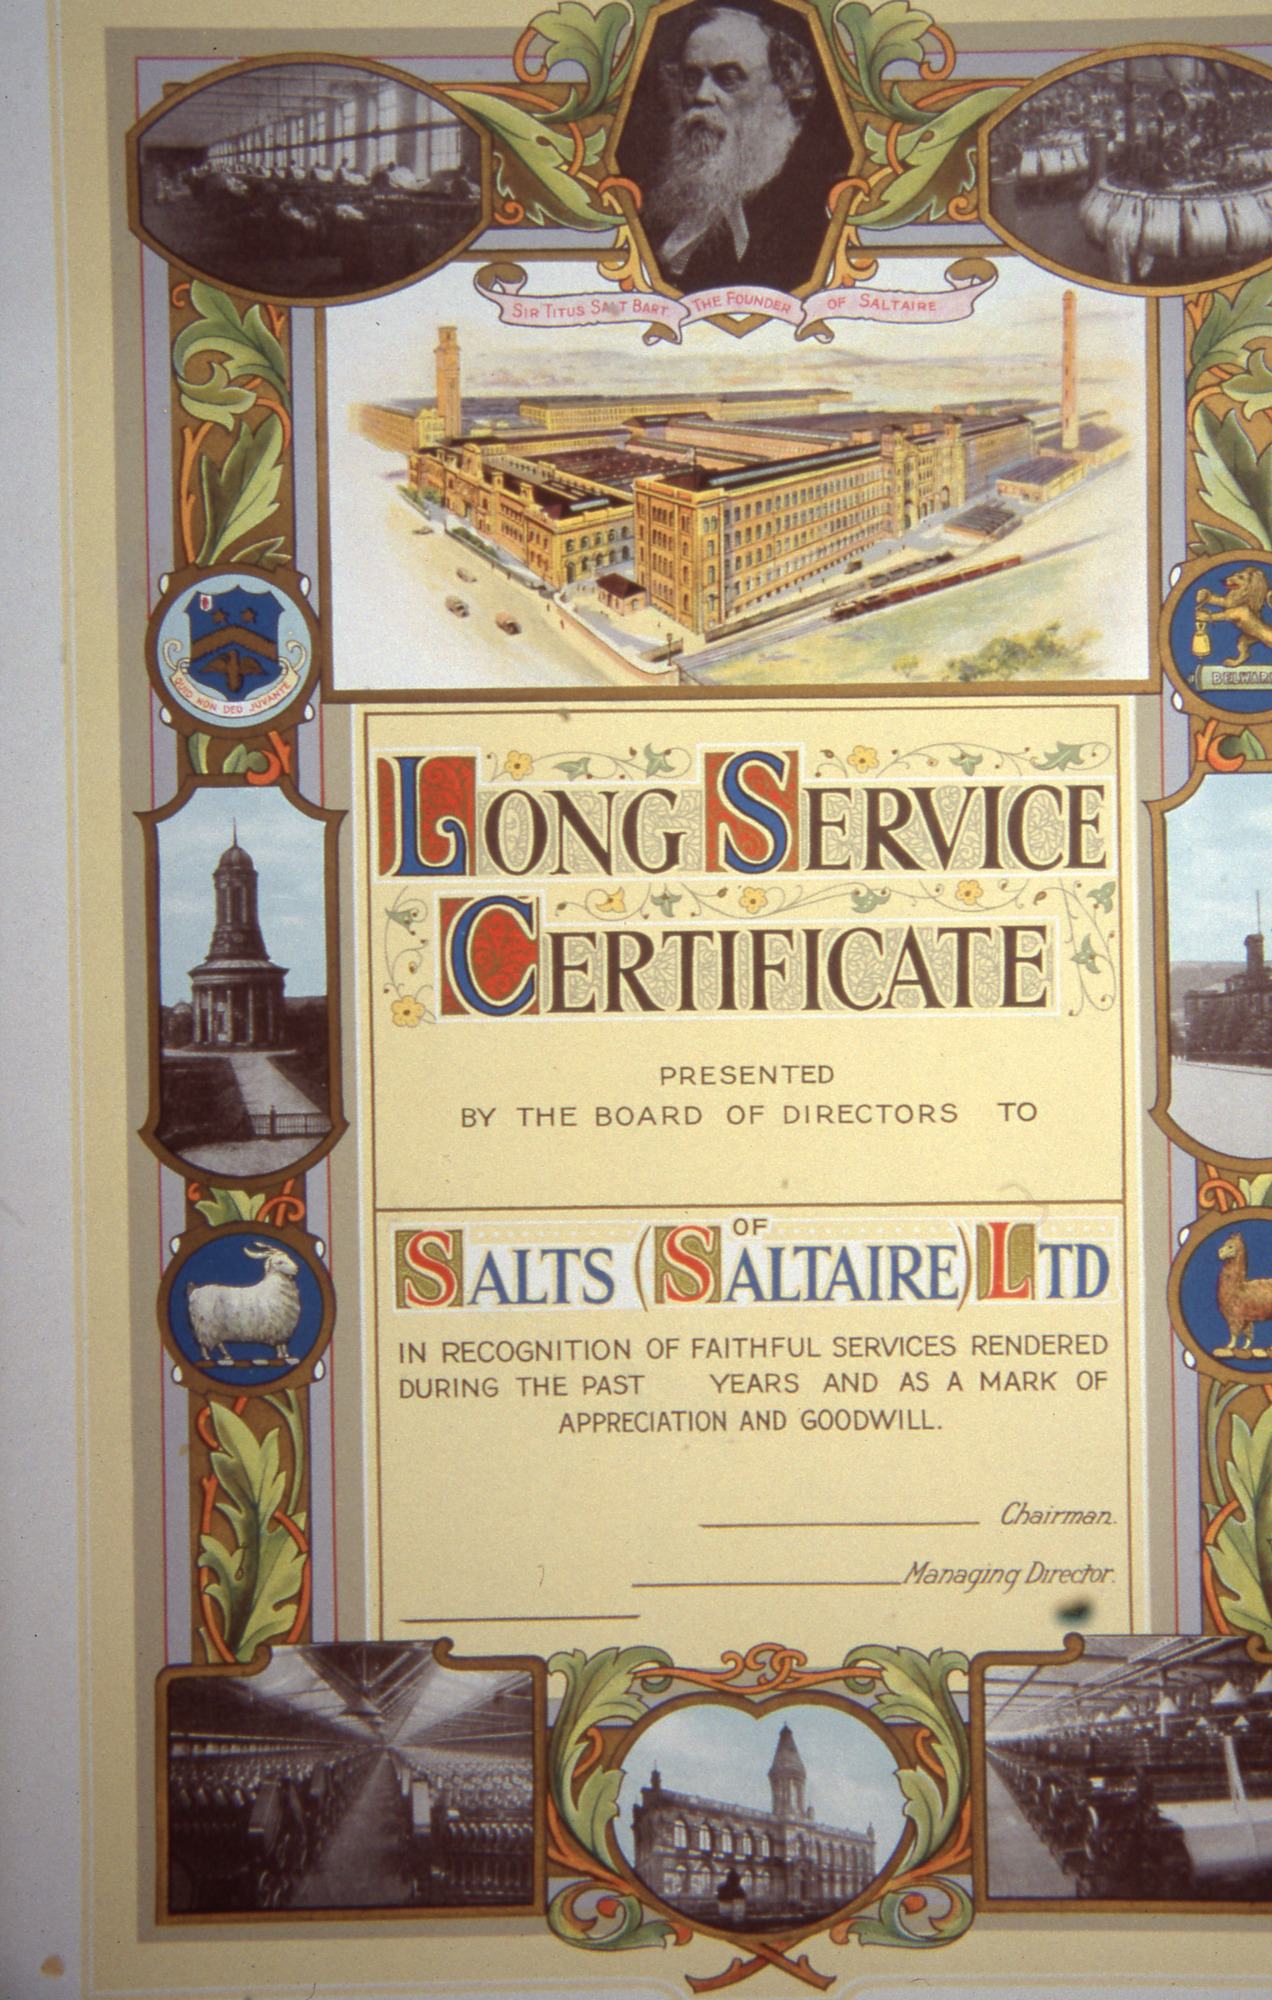 SIR TITUS SALT BART. THE FOUNDER OF SALTAIRE
QUID NON DEO JUVANTE
LONG SERVICE
CERTIFICATE
PRESENTED
BY THE BOARD OF DIRECTORS TO
SALTS (OF SALTAIRE) LTD
IN RECOGNITION OF FAITHFUL SERVICES RENDERED
DURING THE PAST YEARS AND AS A MARK OF
APPRECIATION AND GOODWILL.
Chairman.
Managing Director.